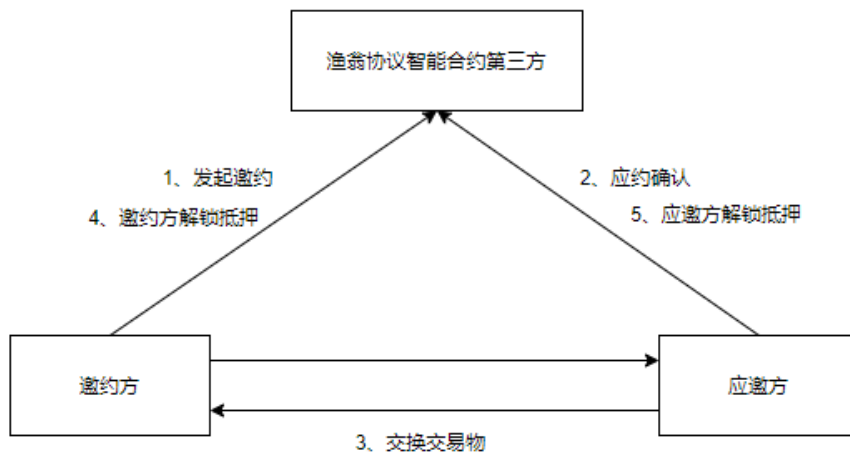 渔翁协议智能合约第三方
1、发起邀约
2、应约确认
4、邀约方解锁抵押
5、应邀方解锁抵押
邀约方
应邀方
3、交换交易物